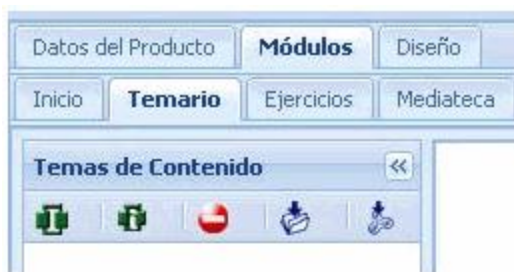 Datos del Producto Módulos Diseño
Inicio Temario Ejercicios Mediateca
Temas de Contenido